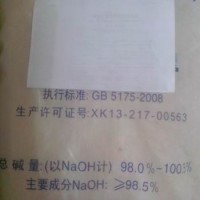 执行标准: GB 5175-2008
生产许可证号: XK13-217-00563
总碱量:(以NaOH计) 98.0%-100.5%
主要成分NaOH: ≥98.5%